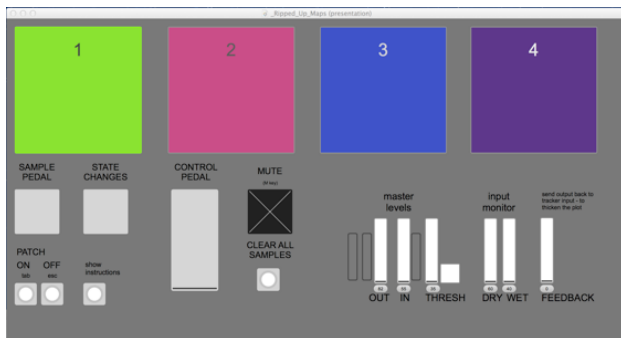 _Ripped_Up_Maps (presentation)
1
2
3
4
SAMPLE
PEDAL
STATE
CHANGES
CONTROL
PEDAL
MUTE
(M key)
CLEAR ALL
SAMPLES
PATCH
ON
OFF
tab
esc
show
instructions
master
levels
input
monitor
send output back to
tracker input - to
thicken the plot
OUT
IN
THRESH
DRY
WET
FEEDBACK
0